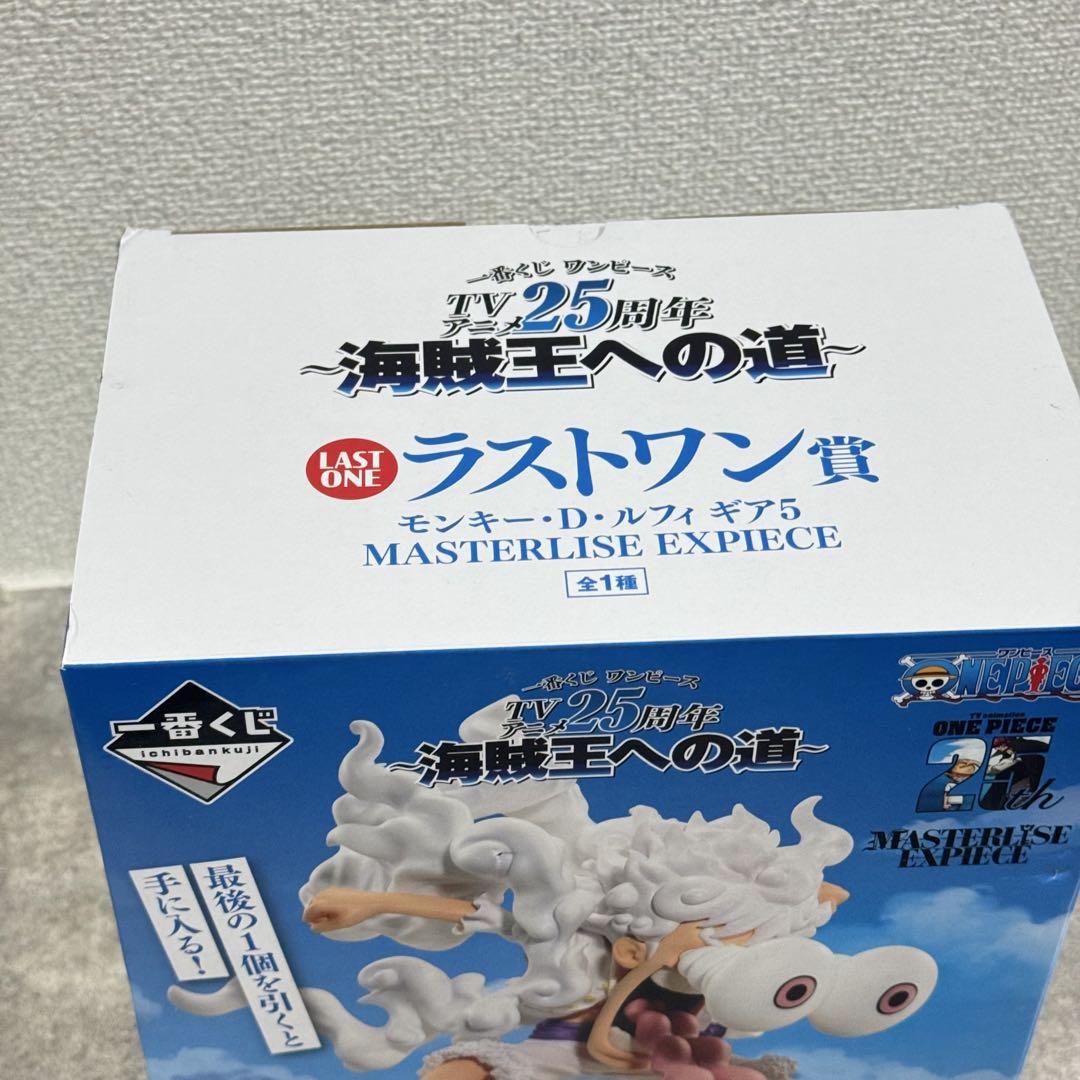 一番くじ ワンピース
TVアニメ25周年
～海賊王への道～
LAST ONE
ラストワン賞
モンキー・D・ルフィ ギア5
MASTERLISE EXPIECE
全1種
一番くじ
ichibankuji
一番くじ ワンピース
TVアニメ25周年
～海賊王への道～
ワンピース
ONE PIECE
TV animation
ONE PIECE
25th
MASTERLISE
EXPIECE
最後の1個を引くと
手に入る!